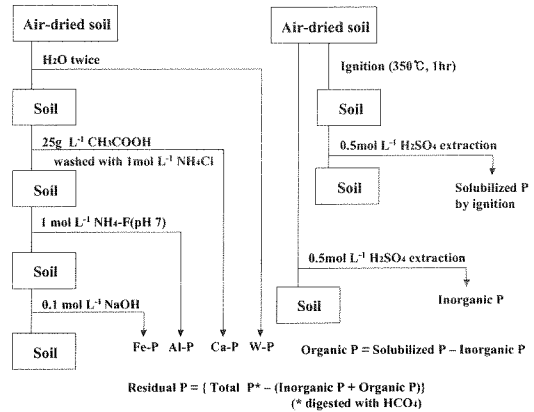 Air-dried soil
H2O twice
Soil
25g L⁻¹ CH3COOH
washed with 1mol L⁻¹ NH4Cl
Soil
1 mol L⁻¹ NH4-F(pH 7)
Soil
0.1 mol L⁻¹ NaOH
Soil
Fe-P Al-P Ca-P W-P
Air-dried soil
Ignition (350℃, 1hr)
Soil
0.5mol L⁻¹ H2SO4 extraction
Soil
Solubilized P
by ignition
0.5mol L⁻¹ H2SO4 extraction
Soil
Inorganic P
Organic P = Solubilized P – Inorganic P
Residual P = { Total P* – (Inorganic P + Organic P)}
(* digested with HCO4)